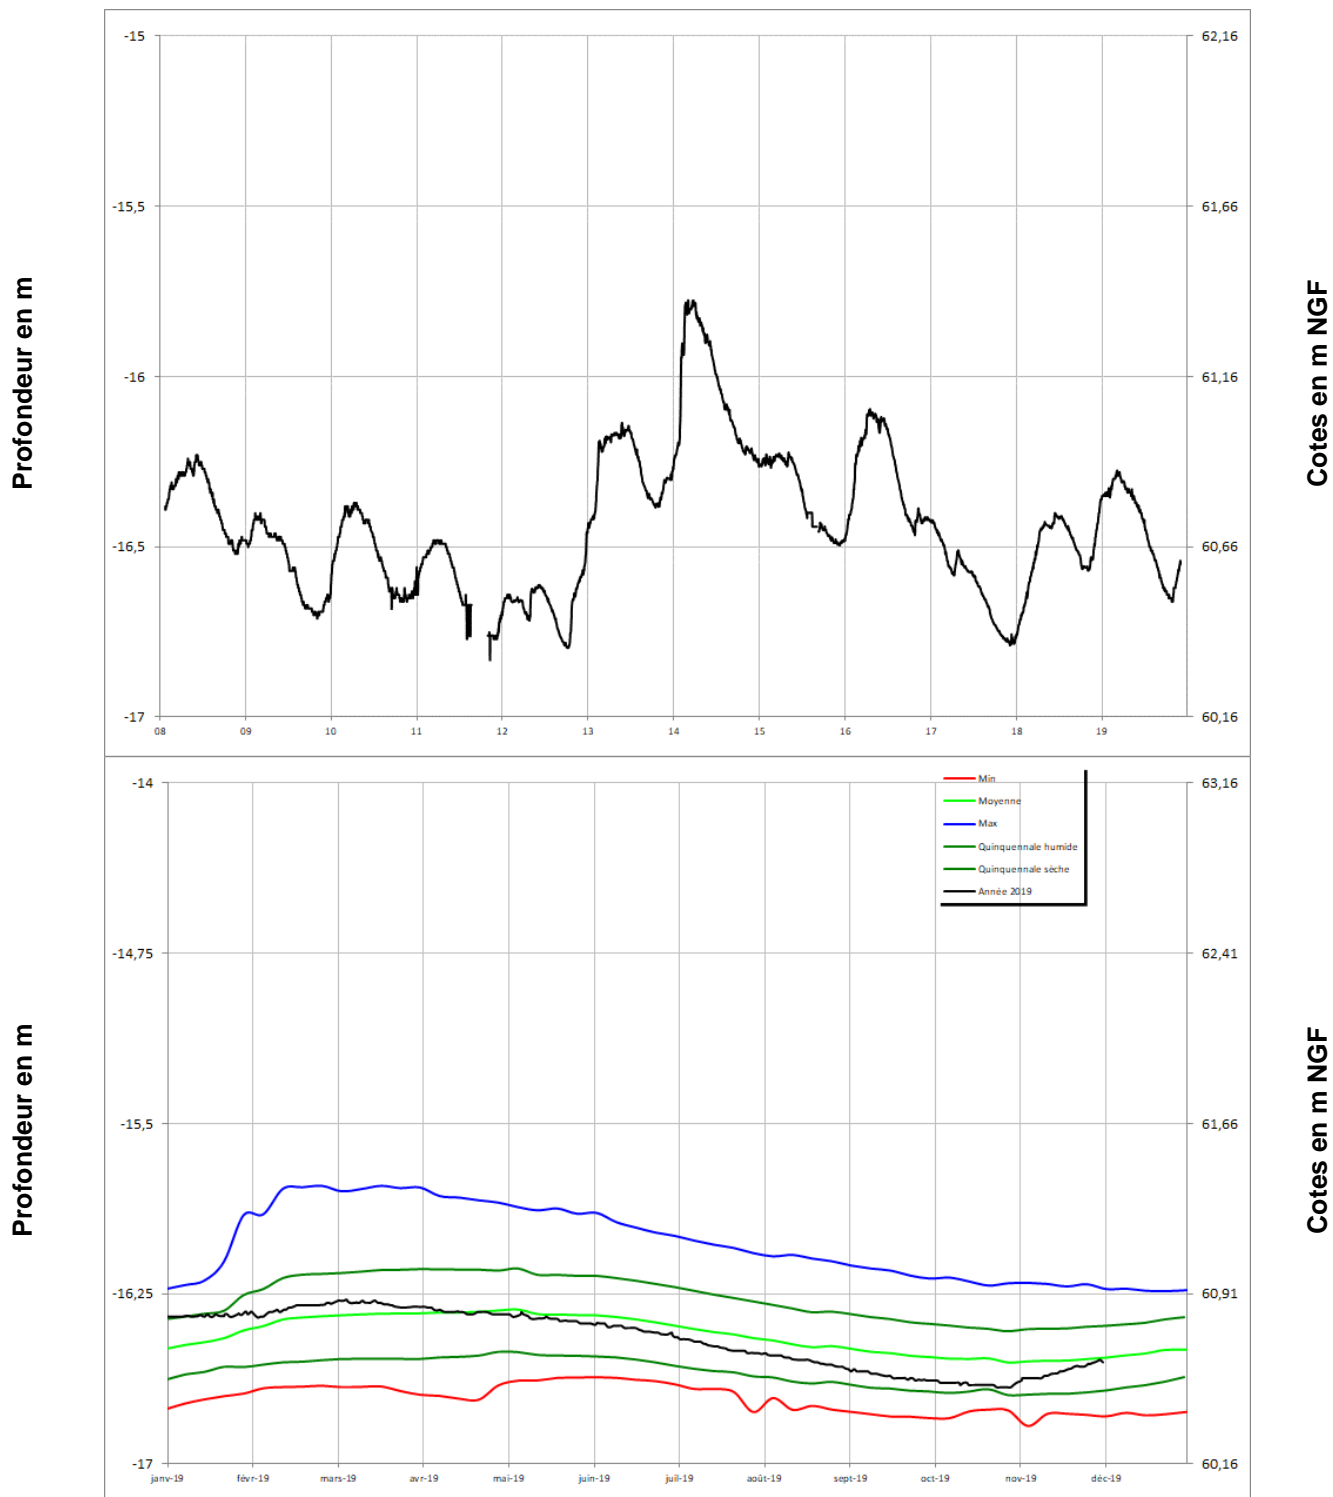 Profondeur en m
-15
-15,5
-16
-16,5
-17
62,16
61,66
61,16
60,66
60,16
Cotes en m NGF
08 09 10 11 12 13 14 15 16 17 18 19
Profondeur en m
-14
-14,75
-15,5
-16,25
-17
Min
Moyenne
Max
Quinquennale humide
Quinquennale sèche
Année 2019
63,16
62,41
61,66
60,91
60,16
Cotes en m NGF
janv-19 févr-19 mars-19 avr-19 mai-19 juin-19 juil-19 août-19 sept-19 oct-19 nov-19 déc-19